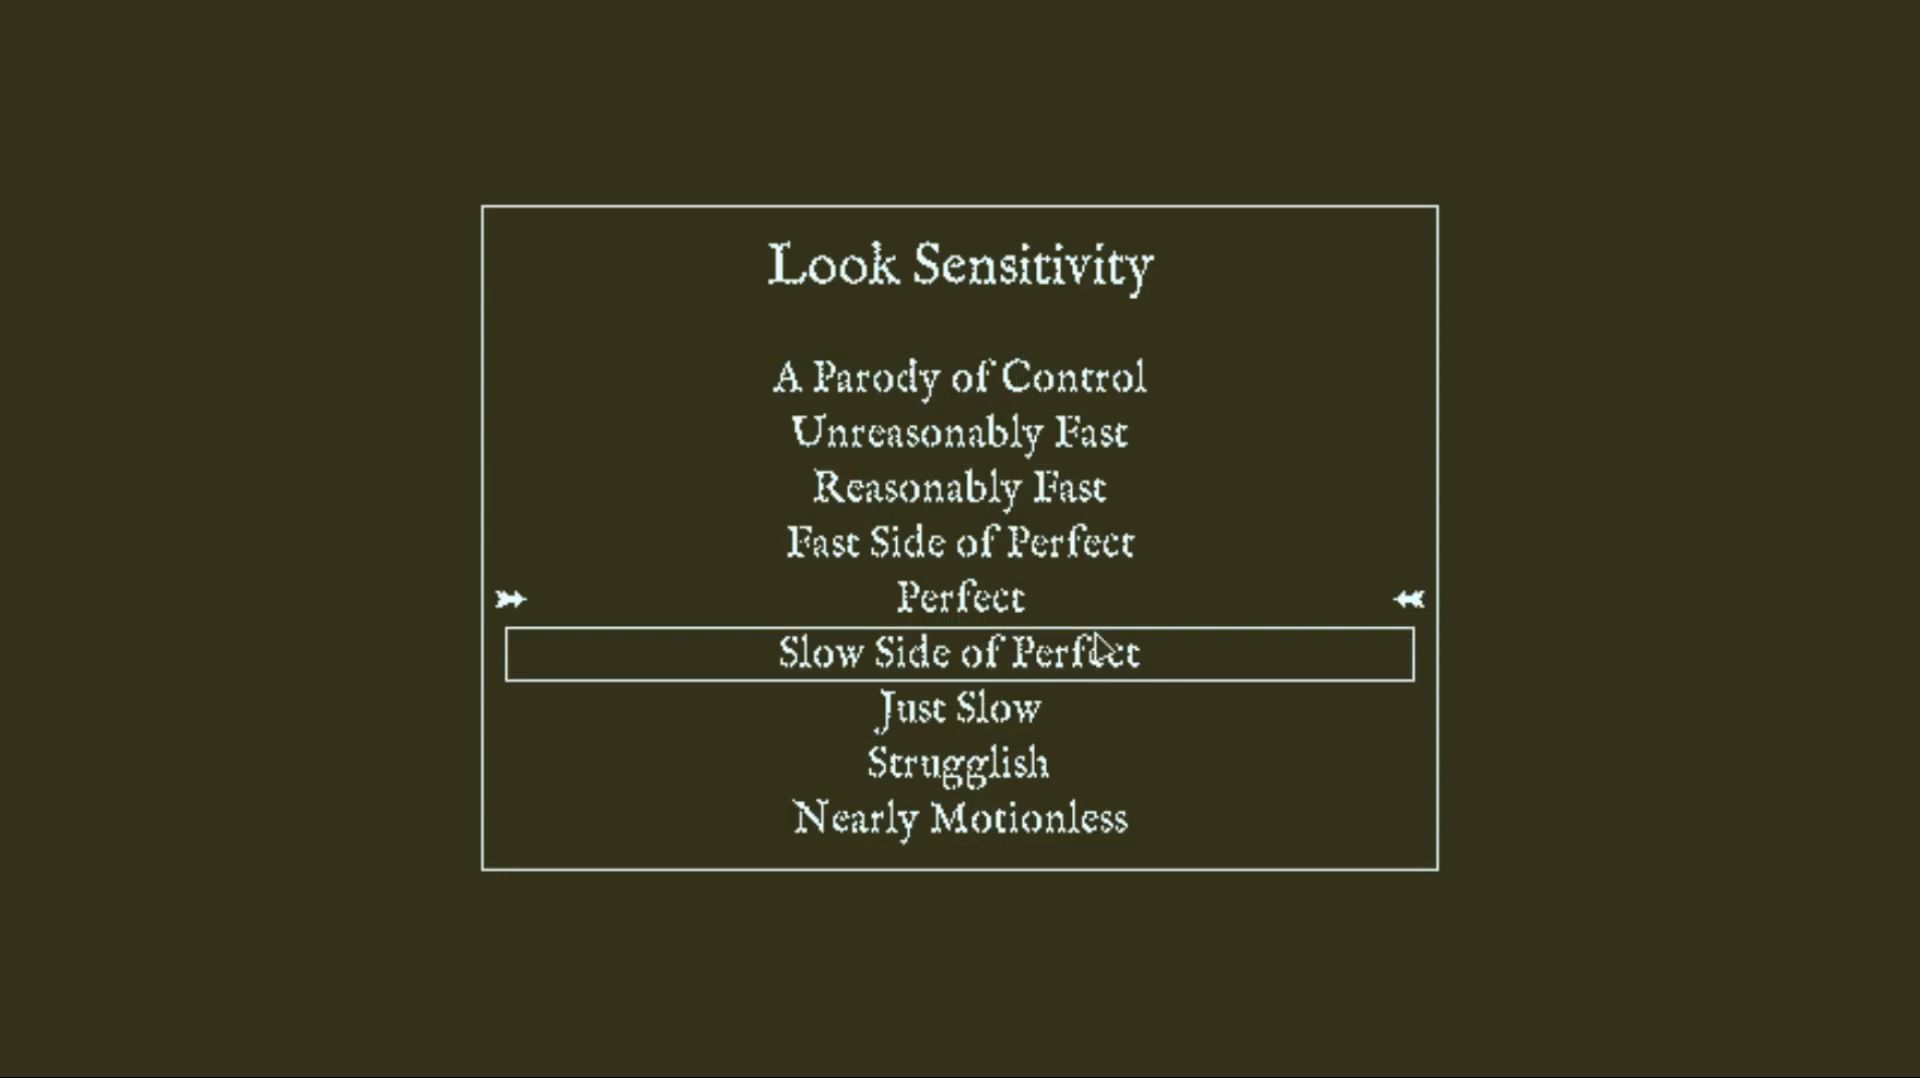 Look Sensitivity
A Parody of Control
Unreasonably Fast
Reasonably Fast
Fast Side of Perfect
Perfect
Slow Side of Perfect
Just Slow
Strugglish
Nearly Motionless